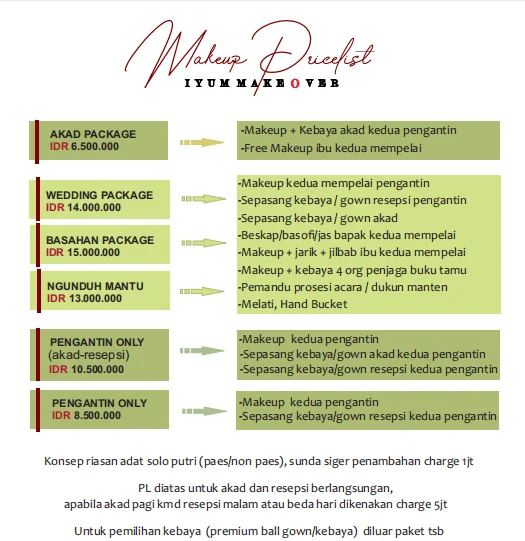 Makeup Pricelist
IYUM MAKEOVER
AKAD PACKAGE
IDR 6.500.000
-Makeup + Kebaya akad kedua pengantin
-Free Makeup ibu kedua mempelai
WEDDING PACKAGE
IDR 14.000.000
BASAHAN PACKAGE
IDR 15.000.000
NGUNDUH MANTU
IDR 13.000.000
-Makeup kedua mempelai pengantin
-Sepasang kebaya / gown resepsi pengantin
-Sepasang kebaya / gown akad
-Beskap/basofi/jas bapak kedua mempelai
-Makeup + jarik + jilbab ibu kedua mempelai
-Makeup + kebaya 4 org penjaga buku tamu
-Pemandu prosesi acara / dukun manten
-Melati, Hand Bucket
PENGANTIN ONLY
(akad-resepsi)
IDR 10.500.000
-Makeup kedua pengantin
-Sepasang kebaya/gown akad kedua pengantin
-Sepasang kebaya/gown resepsi kedua pengantin
PENGANTIN ONLY
IDR 8.500.000
-Makeup kedua pengantin
-Sepasang kebaya/gown resepsi kedua pengantin
Konsep riasan adat solo putri (paes/non paes), sunda siger penambahan charge 1jt
PL diatas untuk akad dan resepsi berlangsungan,
apabila akad pagi kmd resepsi malam atau beda hari dikenakan charge 5jt
Untuk pemilihan kebaya (premium ball gown/kebaya) diluar paket tsb